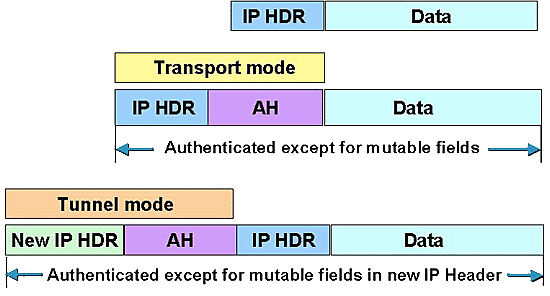 IP HDR Data
Transport mode
IP HDR AH Data
Authenticated except for mutable fields
Tunnel mode
New IP HDR AH IP HDR Data
Authenticated except for mutable fields in new IP Header